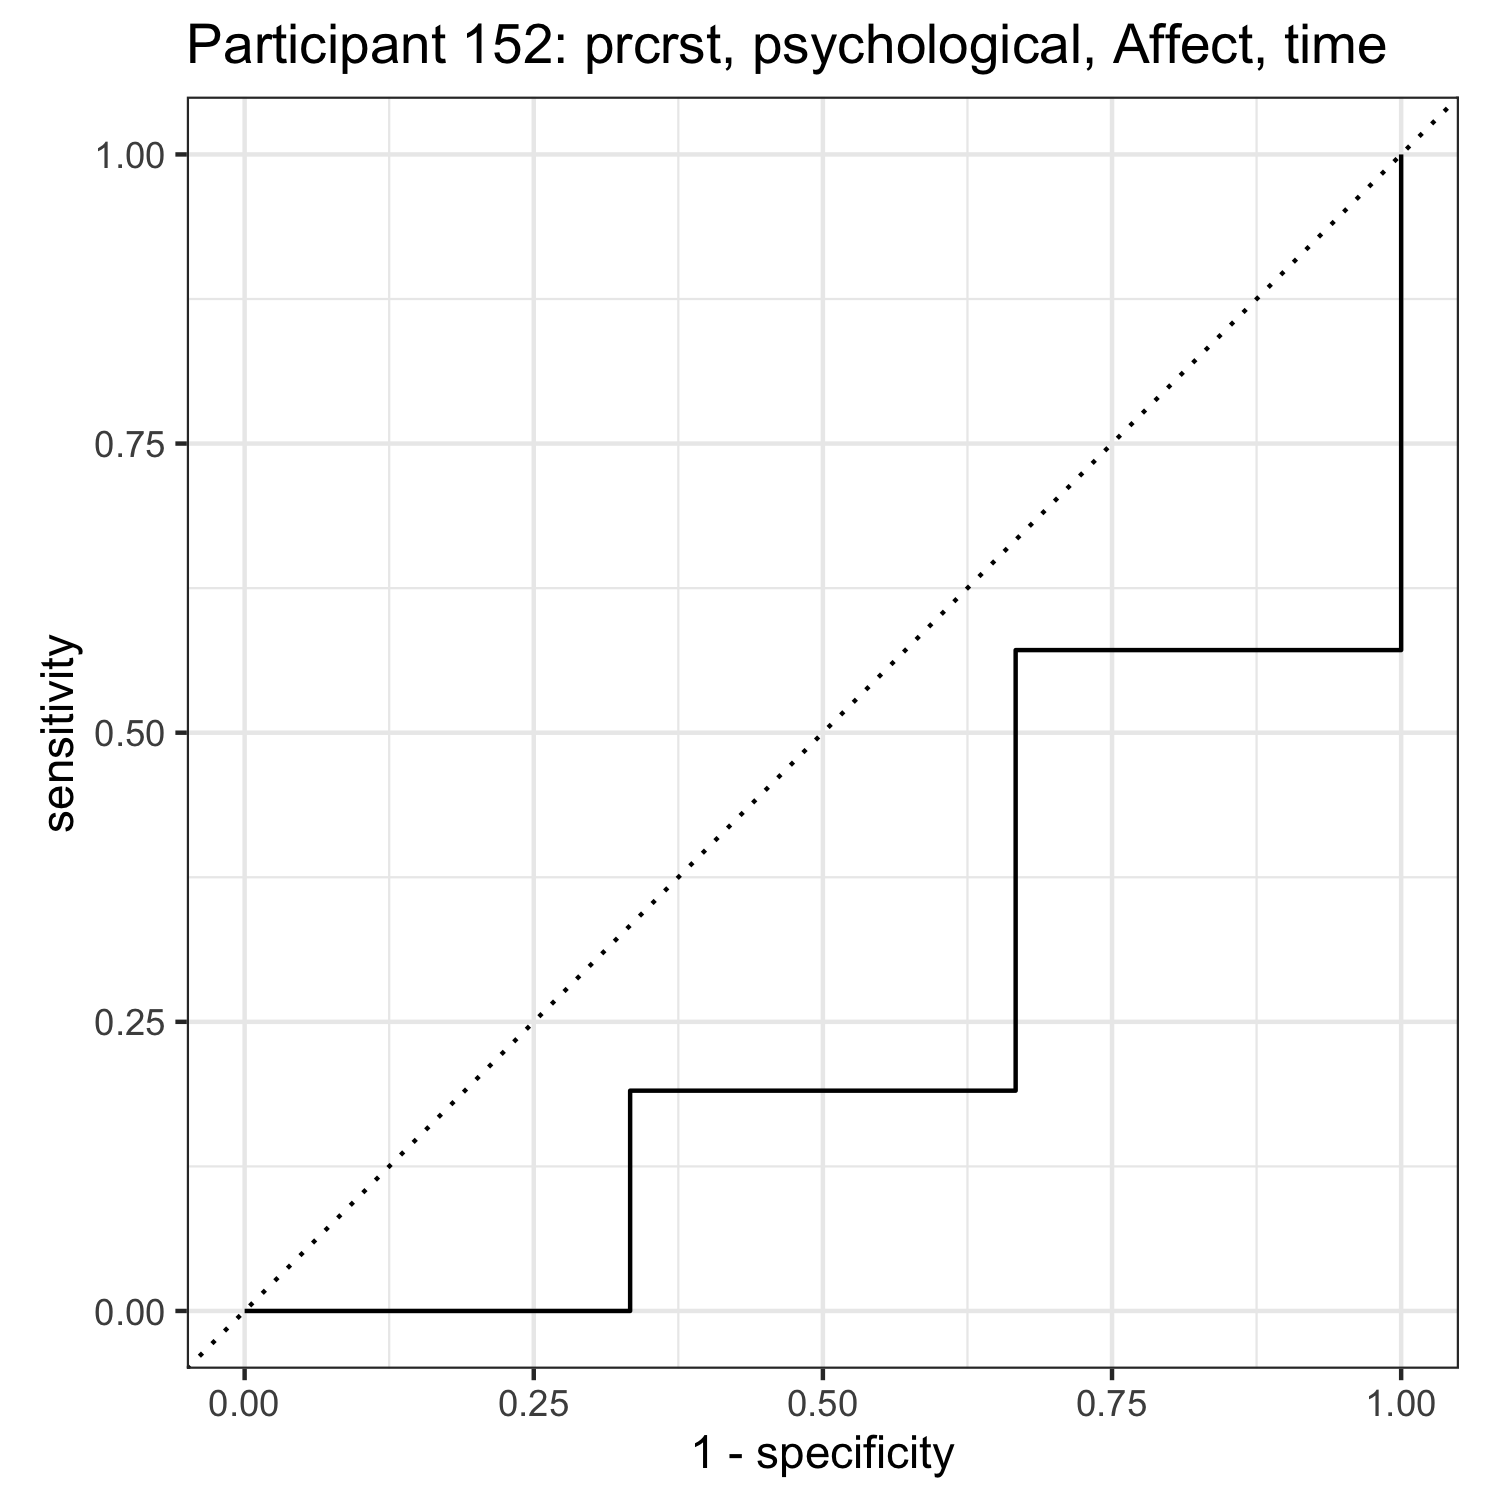 Participant 152: prcrst, psychological, Affect, time
1.00
0.75
0.50
0.25
0.00
sensitivity
0.00 0.25 0.50 0.75 1.00
1 - specificity